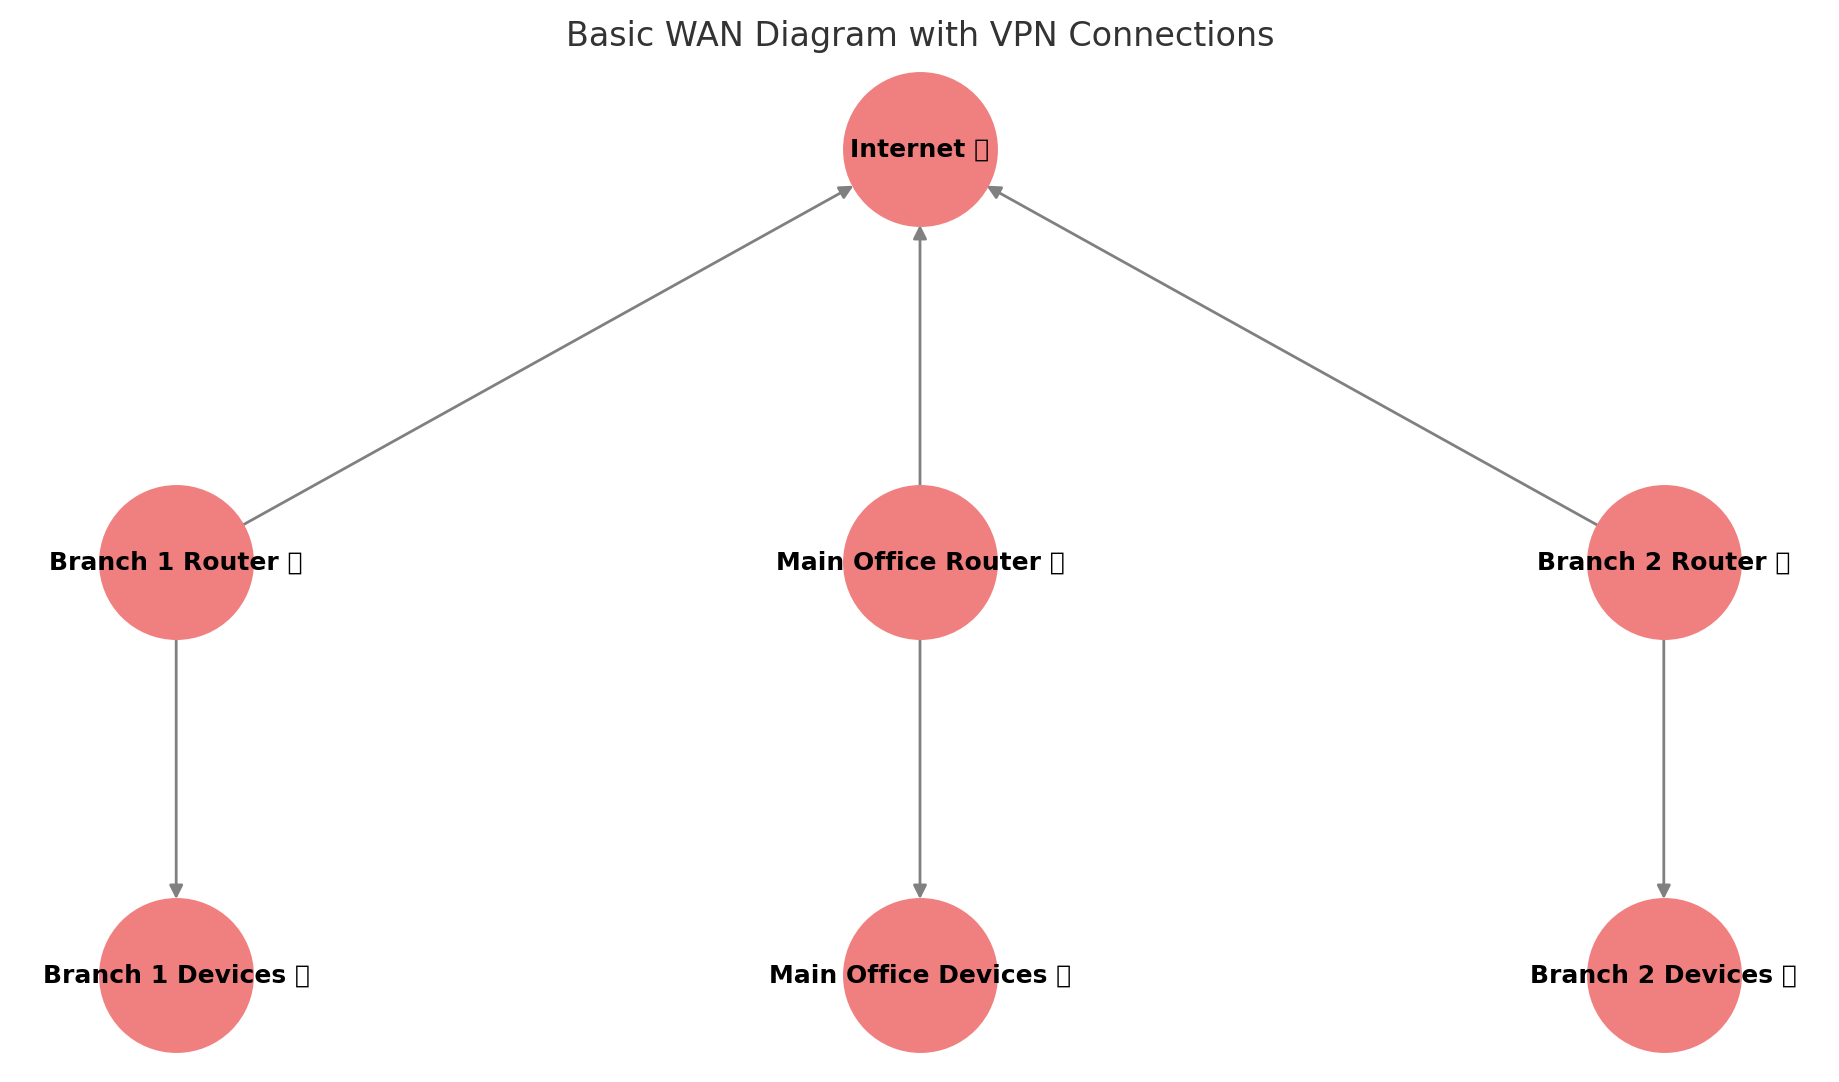 Basic WAN Diagram with VPN Connections
Internet
Branch 1 Router
Main Office Router
Branch 2 Router
Branch 1 Devices
Main Office Devices
Branch 2 Devices